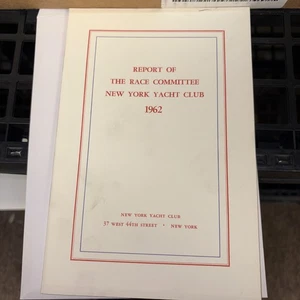 REPORT OF
THE RACE COMMITTEE
NEW YORK YACHT CLUB
1962
NEW YORK YACHT CLUB
37 WEST 44TH STREET • NEW YORK